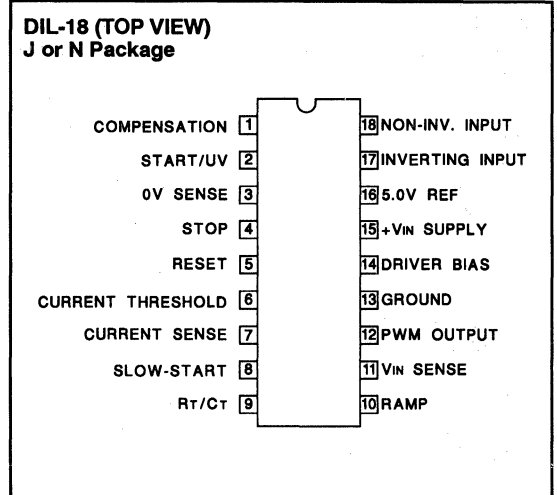 DIL-18 (TOP VIEW)
J or N Package
COMPENSATION 1
START/UV 2
0V SENSE 3
STOP 4
RESET 5
CURRENT THRESHOLD 6
CURRENT SENSE 7
SLOW-START 8
RT/CT 9
18 NON-INV. INPUT
17 INVERTING INPUT
16 5.0V REF
15 +VIN SUPPLY
14 DRIVER BIAS
13 GROUND
12 PWM OUTPUT
11 VIN SENSE
10 RAMP